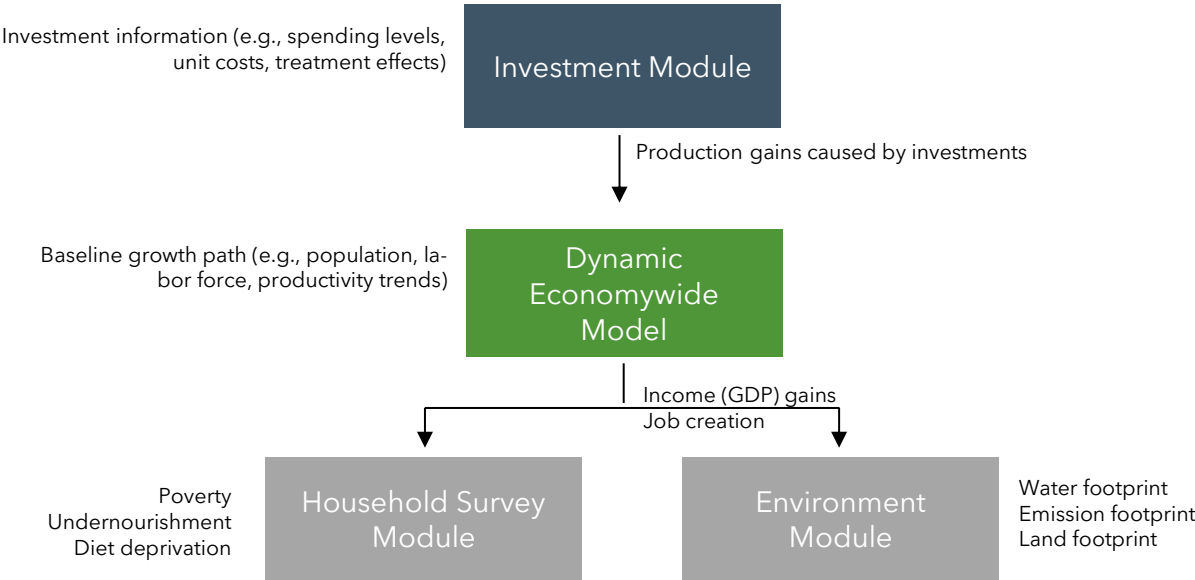 Investment information (e.g., spending levels,
unit costs, treatment effects)
Investment Module
Production gains caused by investments
Baseline growth path (e.g., population, la-
bor force, productivity trends)
Dynamic
Economywide
Model
Income (GDP) gains
Job creation
Poverty
Undernourishment
Diet deprivation
Household Survey
Module
Environment
Module
Water footprint
Emission footprint
Land footprint